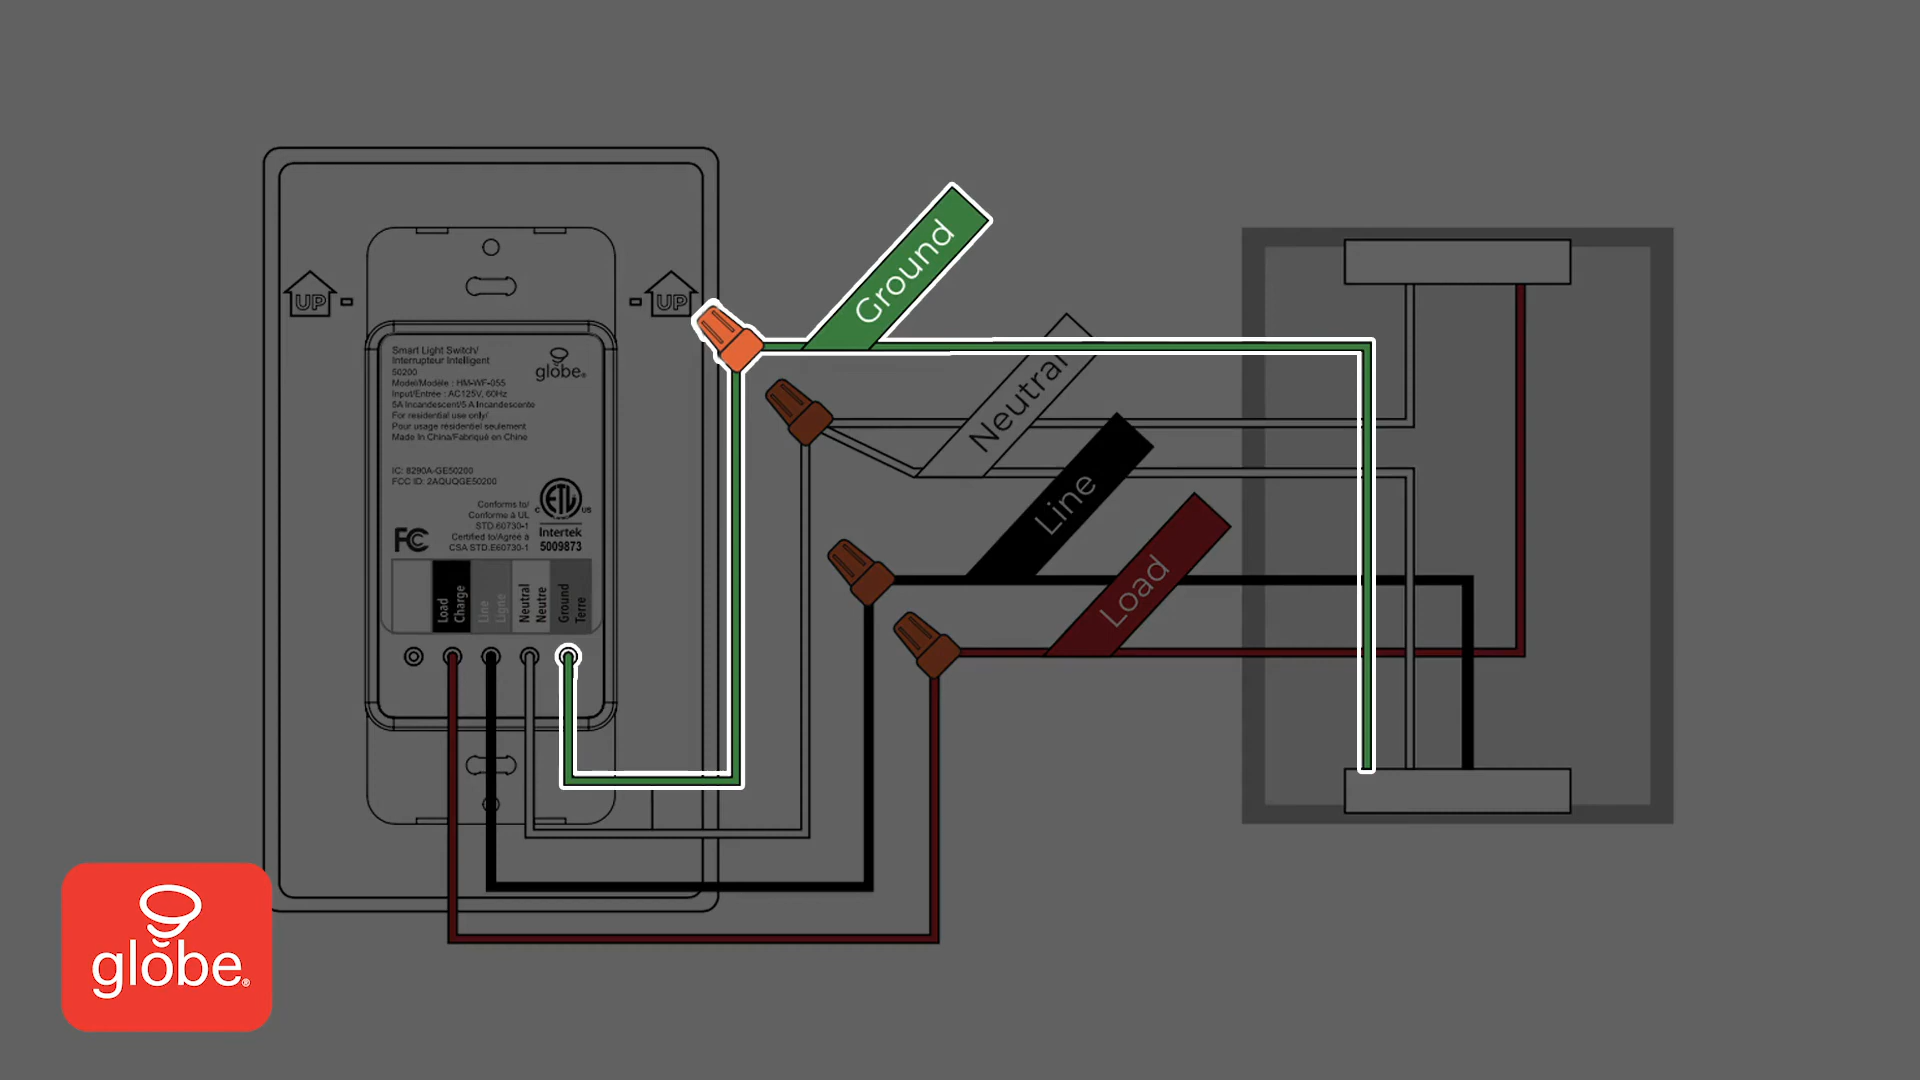 Ground
UP
UP
Smart Light Switch/
Interrupteur Intelligent
50200
Model/Modèle : HM-WF-055
Input/Entrée : AC125V, 60Hz
5A Incandescent/5 A Incandescente
For residential use only/
Pour usage résidentiel seulement
Made In China/Fabriqué en Chine
globe®
Neutral
IC: 8290A-GE50200
FCC ID: 2AQUQGE50200
Line
Conforms to/
Conforme à UL
STD.60730-1
Certified to/Agréé à
CSA STD.E60730-1
FC
C ETL US
Intertek
5009873
Load
Load
Charge
Line
Ligne
Neutral
Neutre
Ground
Terre
globe®